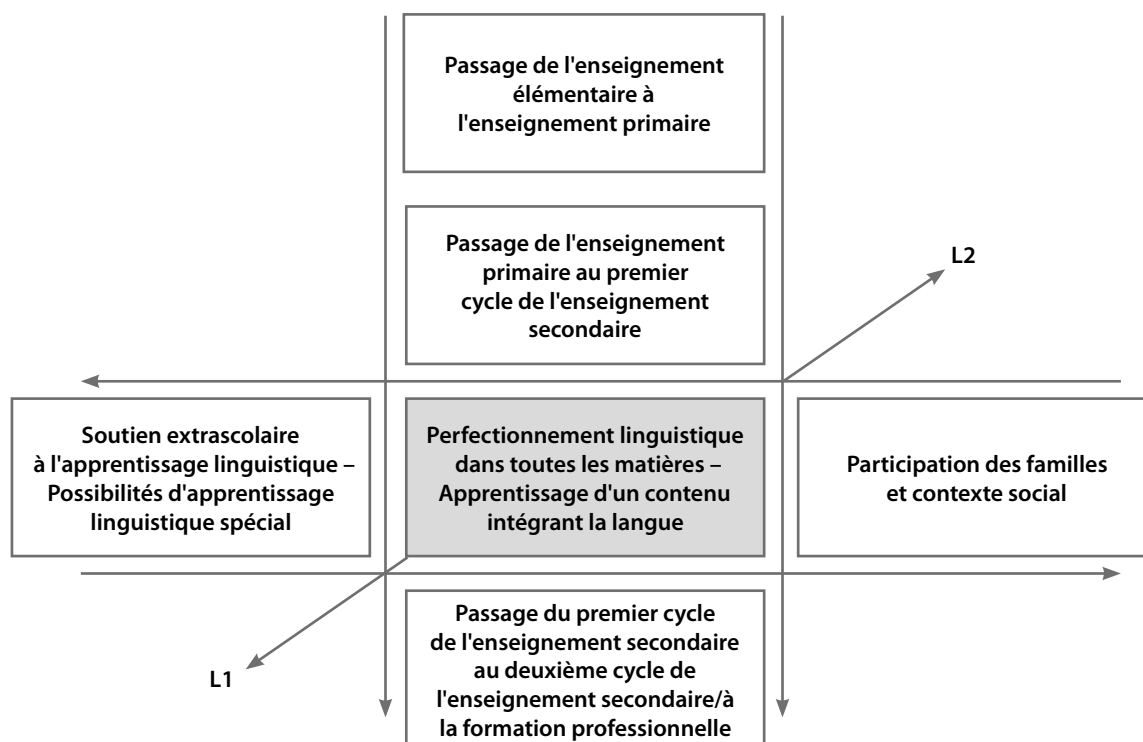 Passage de l'enseignement
élémentaire à
l'enseignement primaire
Passage de l'enseignement
primaire au premier
cycle de l'enseignement
secondaire
L2
Soutien extrascolaire
à l'apprentissage linguistique –
Possibilités d'apprentissage
linguistique spécial
Perfectionnement linguistique
dans toutes les matières –
Apprentissage d'un contenu
intégrant la langue
Participation des familles
et contexte social
L1
Passage du premier cycle
de l'enseignement secondaire
au deuxième cycle de
l'enseignement secondaire/à
la formation professionnelle